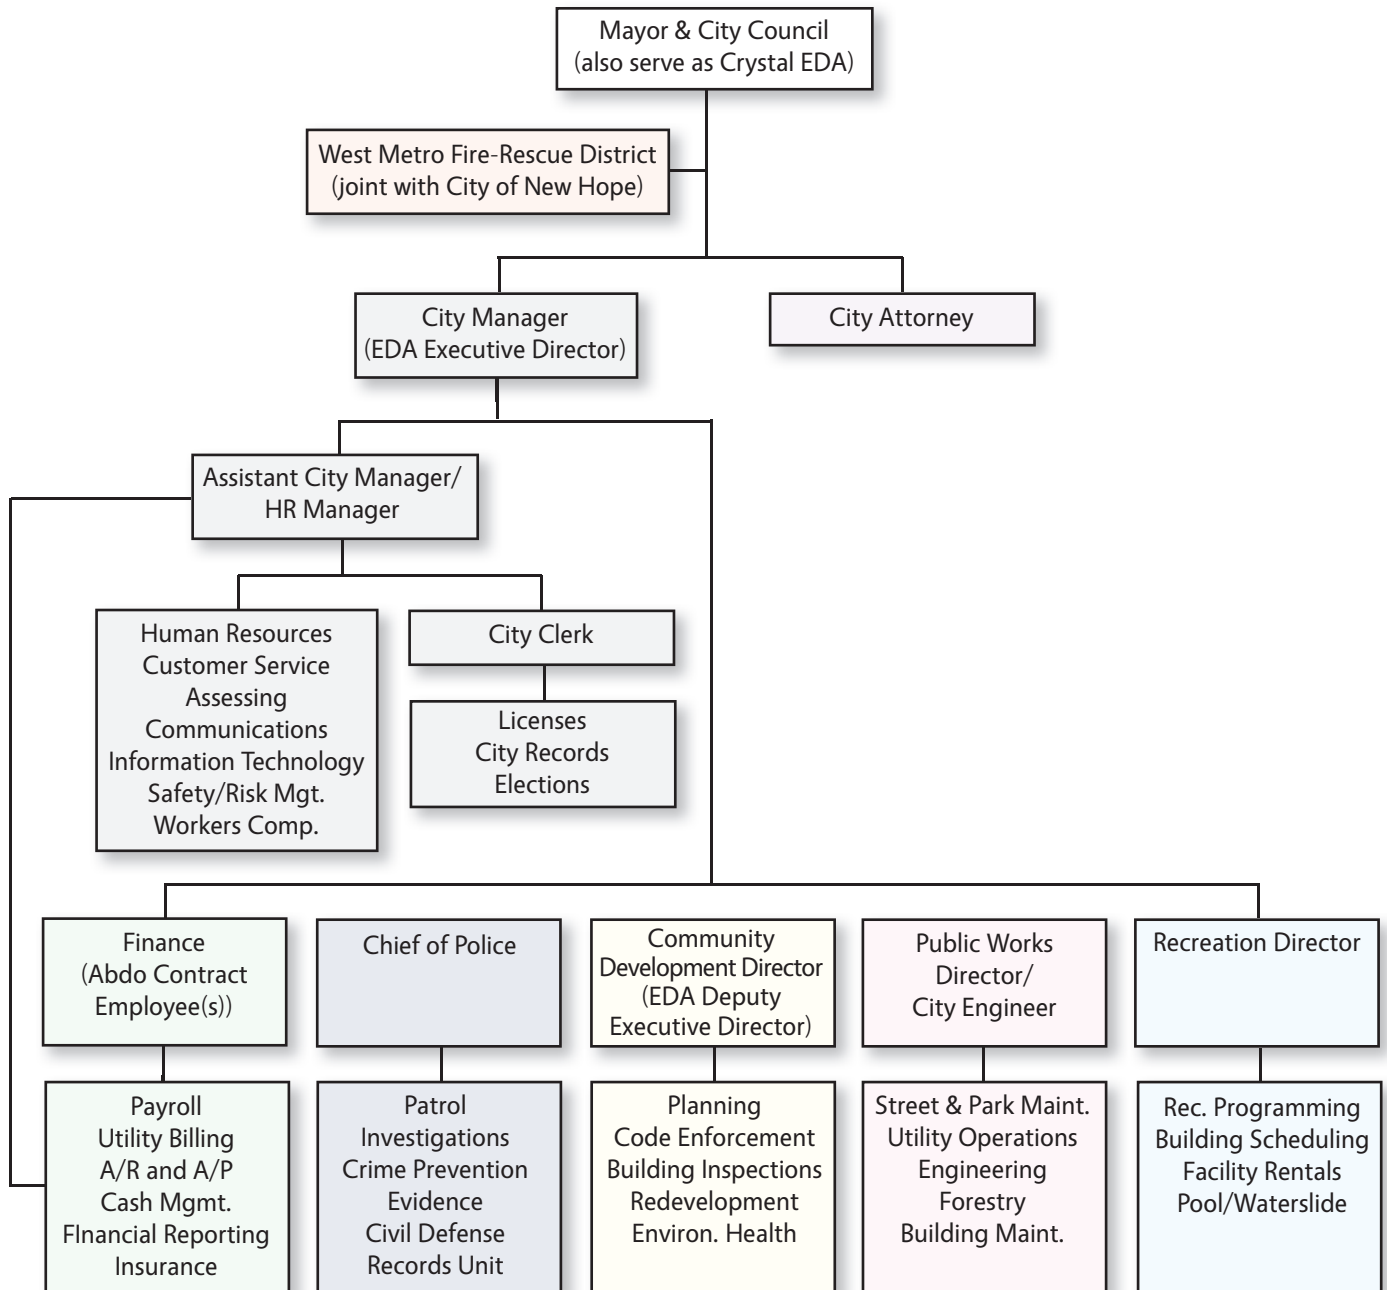 Mayor & City Council
(also serve as Crystal EDA)
West Metro Fire-Rescue District
(joint with City of New Hope)
City Manager
(EDA Executive Director)
City Attorney
Assistant City Manager/
HR Manager
Human Resources
Customer Service
Assessing
Communications
Information Technology
Safety/Risk Mgt.
Workers Comp.
City Clerk
Licenses
City Records
Elections
Finance
(Abdo Contract
Employee(s))
Chief of Police
Community
Development Director
(EDA Deputy
Executive Director)
Public Works
Director/
City Engineer
Recreation Director
Payroll
Utility Billing
A/R and A/P
Cash Mgmt.
FInancial Reporting
Insurance
Patrol
Investigations
Crime Prevention
Evidence
Civil Defense
Records Unit
Planning
Code Enforcement
Building Inspections
Redevelopment
Environ. Health
Street & Park Maint.
Utility Operations
Engineering
Forestry
Building Maint.
Rec. Programming
Building Scheduling
Facility Rentals
Pool/Waterslide